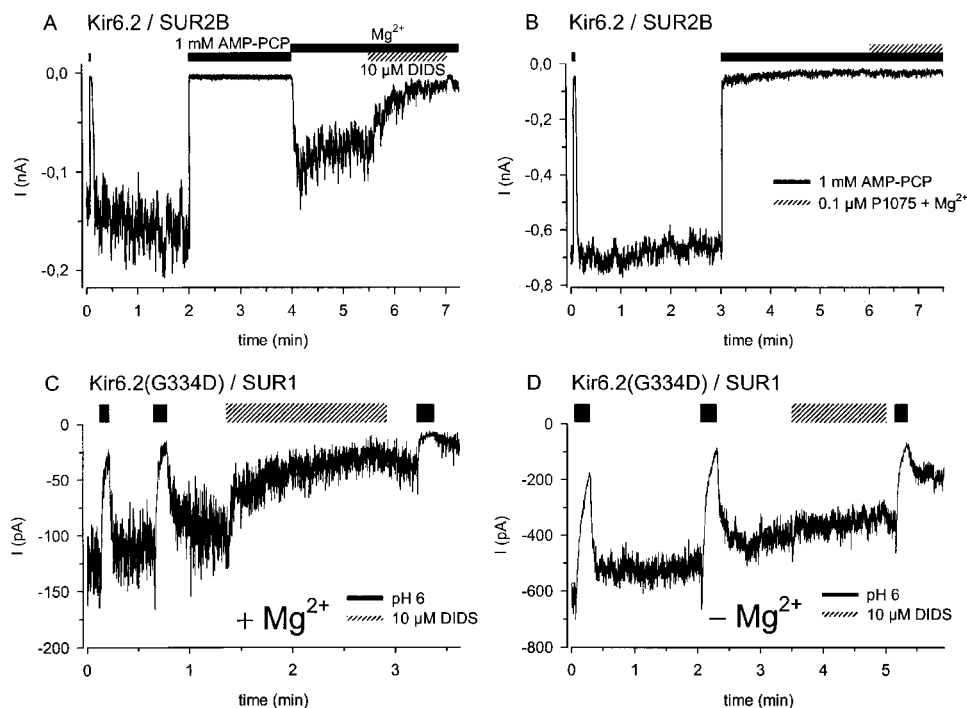 A Kir6.2 / SUR2B
1 mM AMP-PCP
Mg²⁺
10 µM DIDS
0,0
-0,1
-0,2
I (nA)
0 1 2 3 4 5 6 7
time (min)
B Kir6.2 / SUR2B
0,0
-0,2
-0,4
-0,6
-0,8
I (nA)
1 mM AMP-PCP
0.1 µM P1075 + Mg²⁺
0 1 2 3 4 5 6 7
time (min)
C Kir6.2(G334D) / SUR1
0
-50
-100
-150
-200
I (pA)
+ Mg²⁺
pH 6
10 µM DIDS
0 1 2 3
time (min)
D Kir6.2(G334D) / SUR1
0
-200
-400
-600
-800
I (pA)
– Mg²⁺
pH 6
10 µM DIDS
0 1 2 3 4 5
time (min)